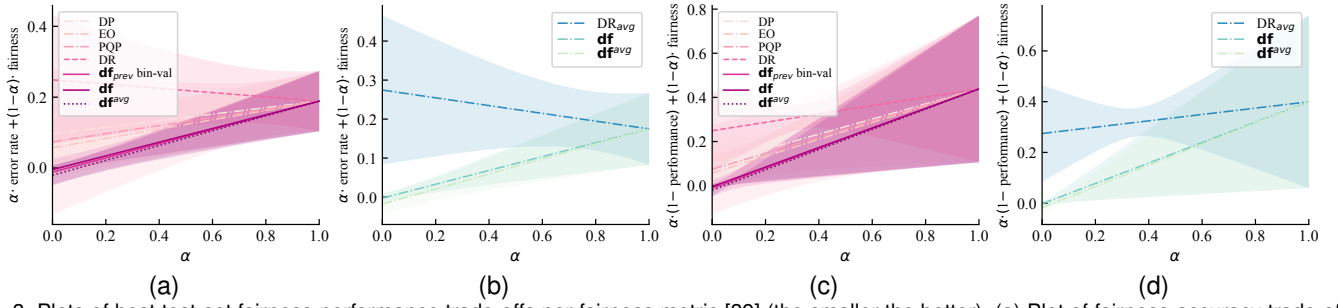 0.4
0.2
0.0
α· error rate + (1−α)· fairness
DP
EO
PQP
DR
df_prev bin-val
df
df^avg
0.0 0.2 0.4 0.6 0.8 1.0
α
(a)
0.5
0.4
0.3
0.2
0.1
0.0
α· error rate + (1−α)· fairness
DR_avg
df
df^avg
0.0 0.2 0.4 0.6 0.8 1.0
α
(b)
0.8
0.6
0.4
0.2
0.0
α·(1− performance) + (1−α)· fairness
DP
EO
PQP
DR
df_prev bin-val
df
df^avg
0.0 0.2 0.4 0.6 0.8 1.0
α
(c)
0.6
0.4
0.2
0.0
α·(1− performance) + (1−α)· fairness
DR_avg
df
df^avg
0.0 0.2 0.4 0.6 0.8 1.0
α
(d)